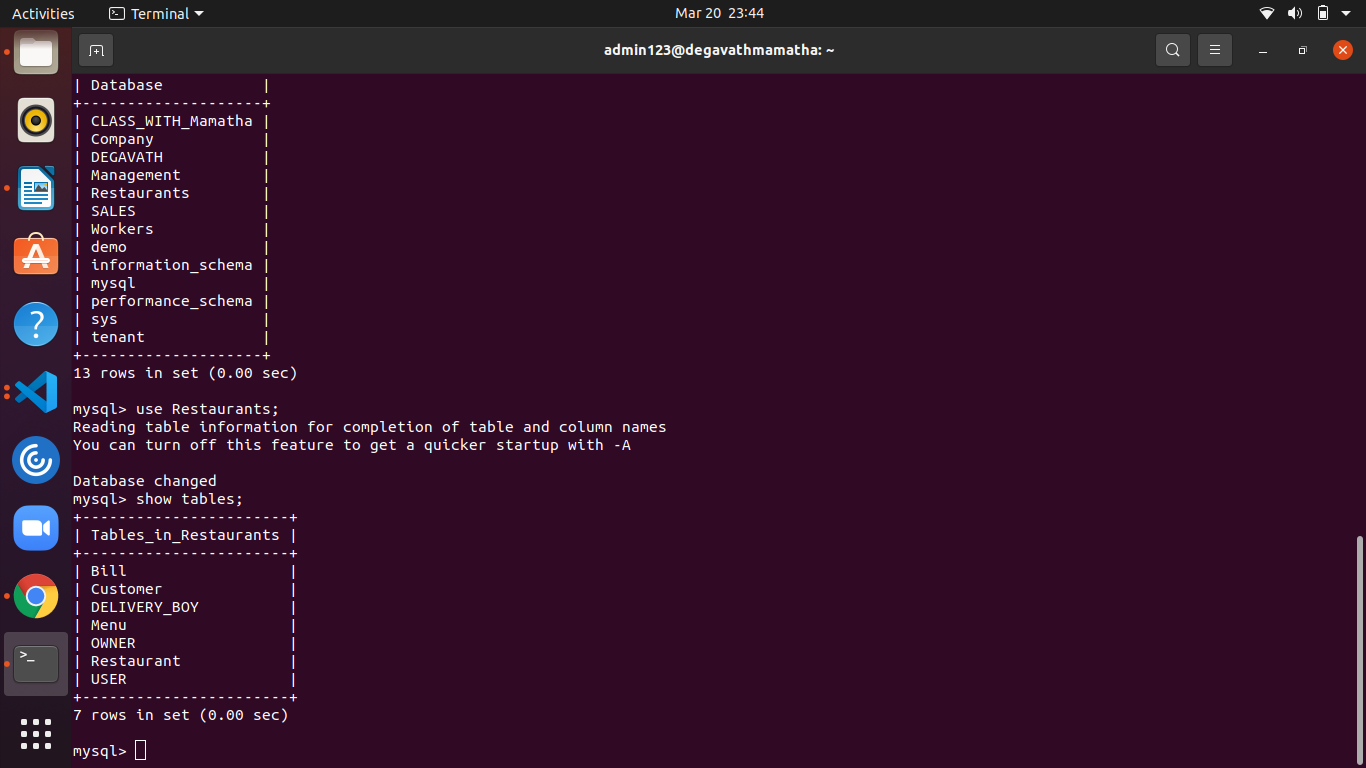 Activities Terminal Mar 20 23:44
admin123@degavathmamatha: ~
| Database           |
+--------------------+
| CLASS_WITH_Mamatha |
| Company            |
| DEGAVATH           |
| Management         |
| Restaurants        |
| SALES              |
| Workers            |
| demo               |
| information_schema |
| mysql              |
| performance_schema |
| sys                |
| tenant             |
+--------------------+
13 rows in set (0.00 sec)
mysql> use Restaurants;
Reading table information for completion of table and column names
You can turn off this feature to get a quicker startup with -A
Database changed
mysql> show tables;
+-----------------------+
| Tables_in_Restaurants |
+-----------------------+
| Bill                  |
| Customer              |
| DELIVERY_BOY          |
| Menu                  |
| OWNER                 |
| Restaurant            |
| USER                  |
+-----------------------+
7 rows in set (0.00 sec)
mysql>